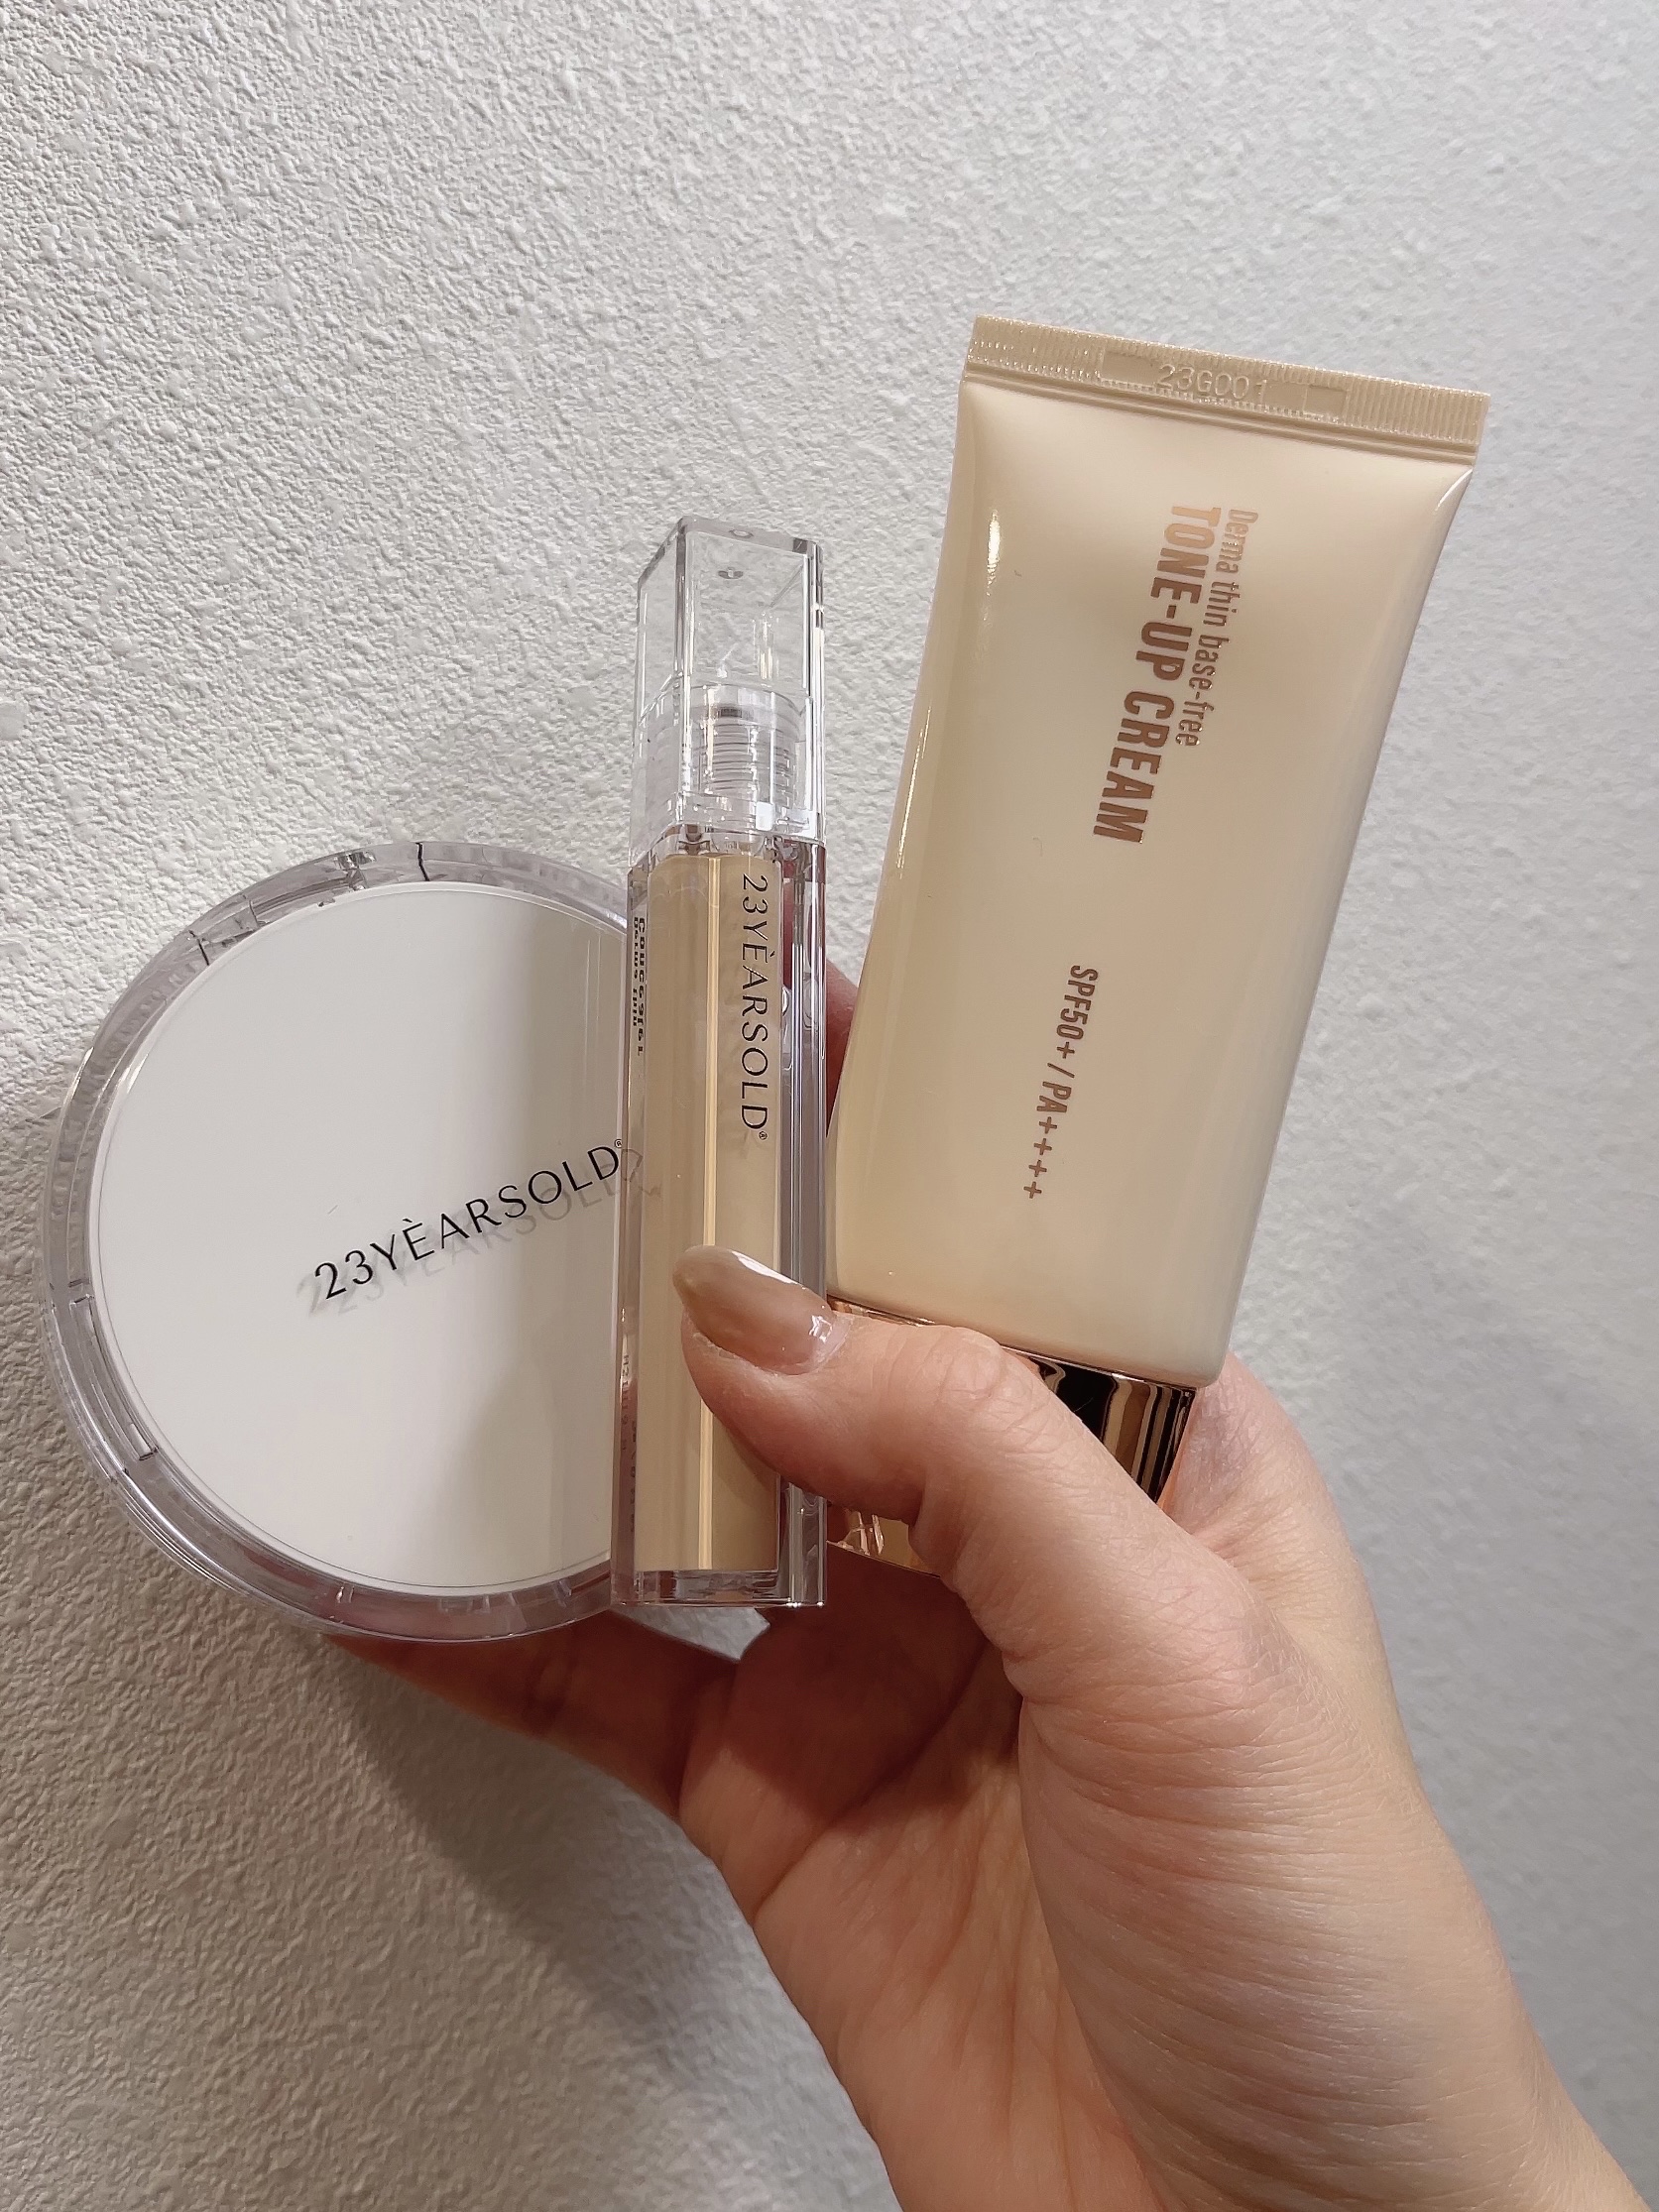 23YÈARSOLD®
23YÈARSOLD®
23G001
Derma thin base-free
TONE-UP CREAM
SPF50+/PA++++